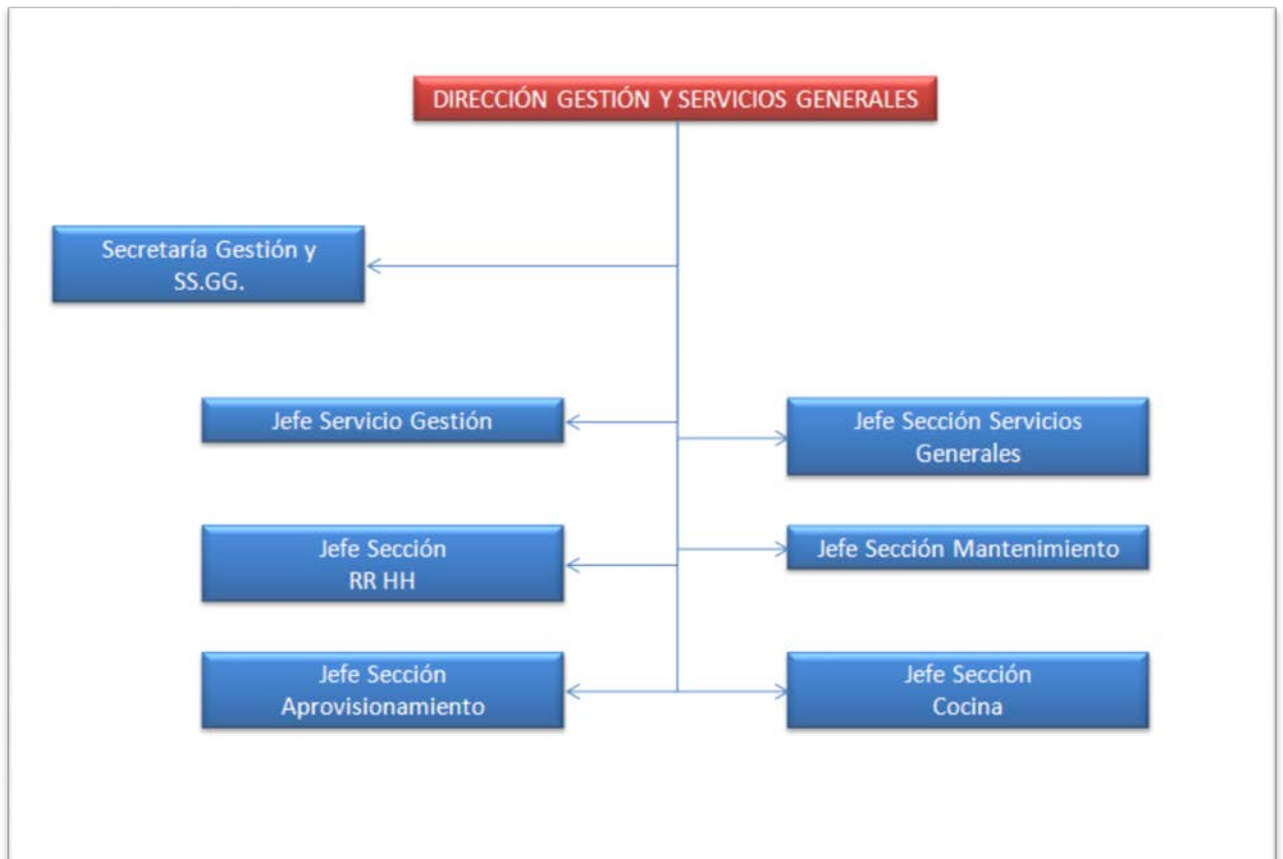 DIRECCIÓN GESTIÓN Y SERVICIOS GENERALES
Secretaría Gestión y
SS.GG.
Jefe Servicio Gestión
Jefe Sección Servicios
Generales
Jefe Sección
RR HH
Jefe Sección Mantenimiento
Jefe Sección
Aprovisionamiento
Jefe Sección
Cocina